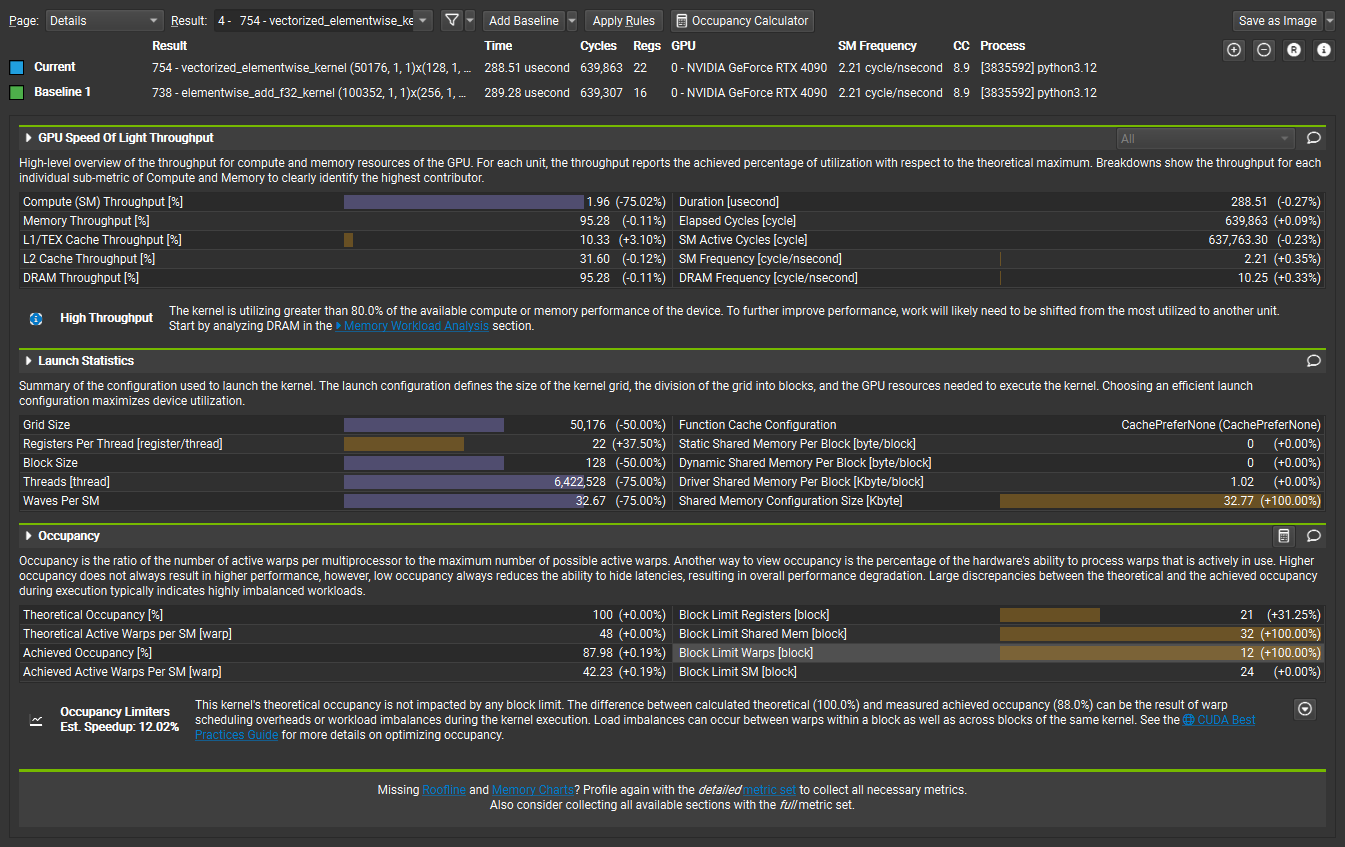 Page: Details Result: 4 - 754 - vectorized_elementwise_ke Add Baseline Apply Rules Occupancy Calculator Save as Image
Result Time Cycles Regs GPU SM Frequency CC Process
Current 754 - vectorized_elementwise_kernel (50176, 1, 1)x(128, 1, ... 288.51 usecond 639,863 22 0 - NVIDIA GeForce RTX 4090 2.21 cycle/nsecond 8.9 [3835592] python3.12
Baseline 1 738 - elementwise_add_f32_kernel (100352, 1, 1)x(256, 1, ... 289.28 usecond 639,307 16 0 - NVIDIA GeForce RTX 4090 2.21 cycle/nsecond 8.9 [3835592] python3.12
GPU Speed Of Light Throughput All
High-level overview of the throughput for compute and memory resources of the GPU. For each unit, the throughput reports the achieved percentage of utilization with respect to the theoretical maximum. Breakdowns show the throughput for each
individual sub-metric of Compute and Memory to clearly identify the highest contributor.
Compute (SM) Throughput [%] 1.96 (-75.02%) Duration [usecond] 288.51 (-0.27%)
Memory Throughput [%] 95.28 (-0.11%) Elapsed Cycles [cycle] 639,863 (+0.09%)
L1/TEX Cache Throughput [%] 10.33 (+3.10%) SM Active Cycles [cycle] 637,763.30 (-0.23%)
L2 Cache Throughput [%] 31.60 (-0.12%) SM Frequency [cycle/nsecond] 2.21 (+0.35%)
DRAM Throughput [%] 95.28 (-0.11%) DRAM Frequency [cycle/nsecond] 10.25 (+0.33%)
High Throughput The kernel is utilizing greater than 80.0% of the available compute or memory performance of the device. To further improve performance, work will likely need to be shifted from the most utilized to another unit.
Start by analyzing DRAM in the Memory Workload Analysis section.
Launch Statistics
Summary of the configuration used to launch the kernel. The launch configuration defines the size of the kernel grid, the division of the grid into blocks, and the GPU resources needed to execute the kernel. Choosing an efficient launch
configuration maximizes device utilization.
Grid Size 50,176 (-50.00%) Function Cache Configuration CachePreferNone (CachePreferNone)
Registers Per Thread [register/thread] 22 (+37.50%) Static Shared Memory Per Block [byte/block] 0 (+0.00%)
Block Size 128 (-50.00%) Dynamic Shared Memory Per Block [byte/block] 0 (+0.00%)
Threads [thread] 6,422,528 (-75.00%) Driver Shared Memory Per Block [Kbyte/block] 1.02 (+0.00%)
Waves Per SM 32.67 (-75.00%) Shared Memory Configuration Size [Kbyte] 32.77 (+100.00%)
Occupancy
Occupancy is the ratio of the number of active warps per multiprocessor to the maximum number of possible active warps. Another way to view occupancy is the percentage of the hardware's ability to process warps that is actively in use. Higher
occupancy does not always result in higher performance, however, low occupancy always reduces the ability to hide latencies, resulting in overall performance degradation. Large discrepancies between the theoretical and the achieved occupancy
during execution typically indicates highly imbalanced workloads.
Theoretical Occupancy [%] 100 (+0.00%) Block Limit Registers [block] 21 (+31.25%)
Theoretical Active Warps per SM [warp] 48 (+0.00%) Block Limit Shared Mem [block] 32 (+100.00%)
Achieved Occupancy [%] 87.98 (+0.19%) Block Limit Warps [block] 12 (+100.00%)
Achieved Active Warps Per SM [warp] 42.23 (+0.19%) Block Limit SM [block] 24 (+0.00%)
Occupancy Limiters
Est. Speedup: 12.02%
This kernel's theoretical occupancy is not impacted by any block limit. The difference between calculated theoretical (100.0%) and measured achieved occupancy (88.0%) can be the result of warp
scheduling overheads or workload imbalances during the kernel execution. Load imbalances can occur between warps within a block as well as across blocks of the same kernel. See the CUDA Best
Practices Guide for more details on optimizing occupancy.
Missing Roofline and Memory Charts? Profile again with the detailed metric set to collect all necessary metrics.
Also consider collecting all available sections with the full metric set.